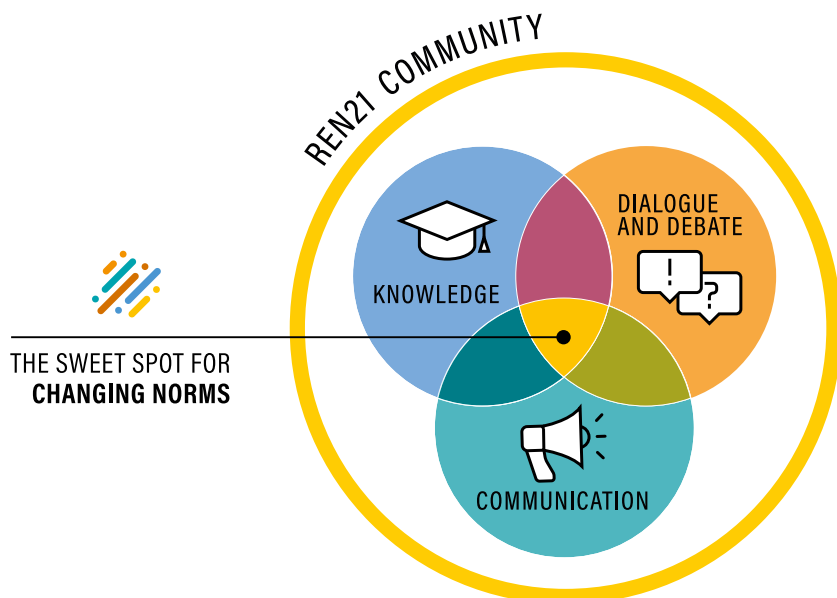 REN21 COMMUNITY
DIALOGUE
AND DEBATE
!
?
KNOWLEDGE
THE SWEET SPOT FOR
CHANGING NORMS
COMMUNICATION